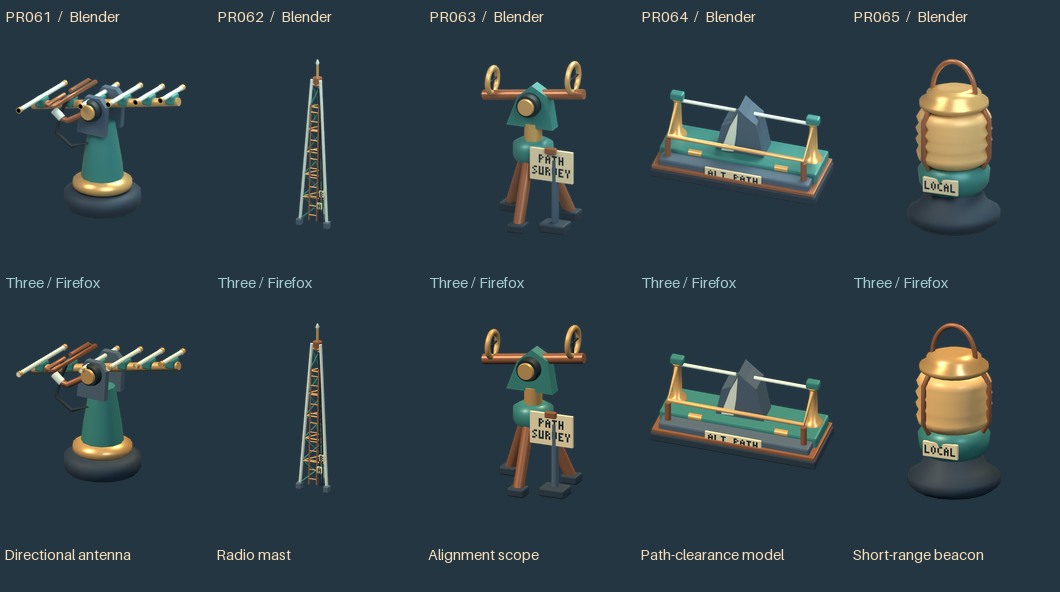 PR061 / Blender
PR062 / Blender
PR063 / Blender
PR064 / Blender
PR065 / Blender
PATH
SURVEY
ALT PATH
LOCAL
Three / Firefox
Three / Firefox
Three / Firefox
Three / Firefox
Three / Firefox
PATH
SURVEY
ALT PATH
LOCAL
Directional antenna
Radio mast
Alignment scope
Path-clearance model
Short-range beacon